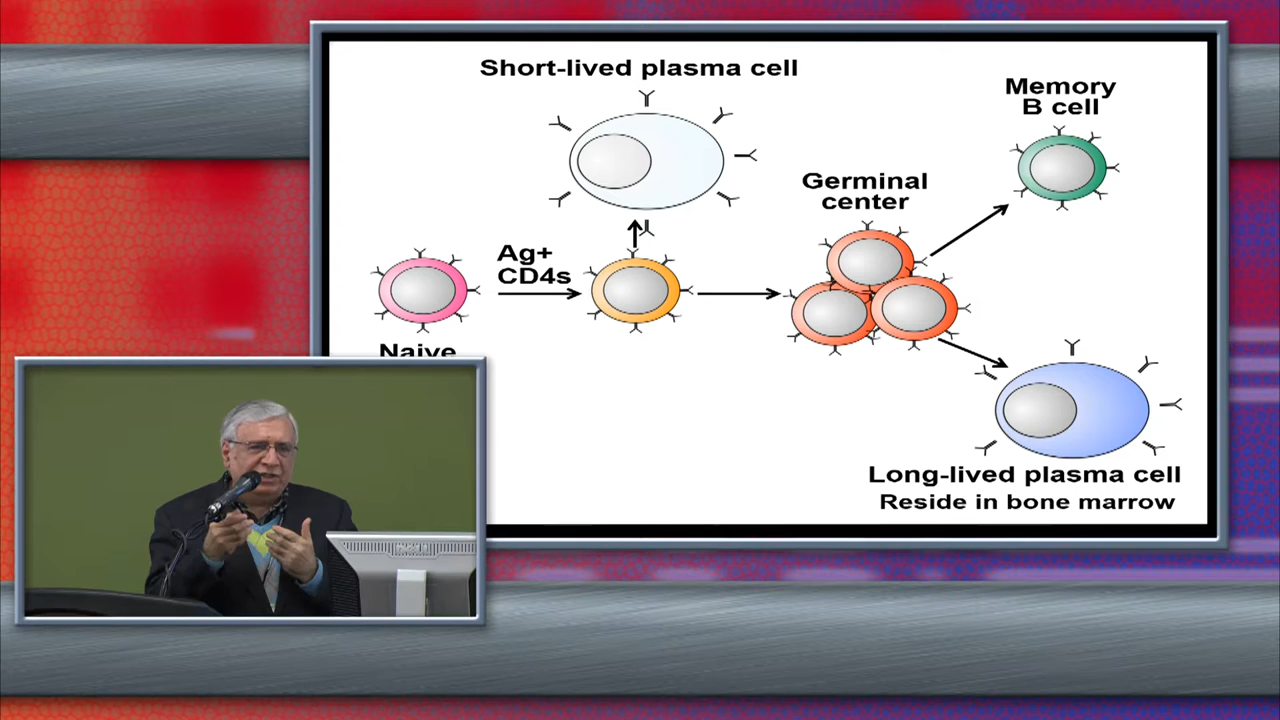 Short-lived plasma cell
Memory
B cell
Germinal
center
Ag+
CD4s
Naive
Long-lived plasma cell
Reside in bone marrow